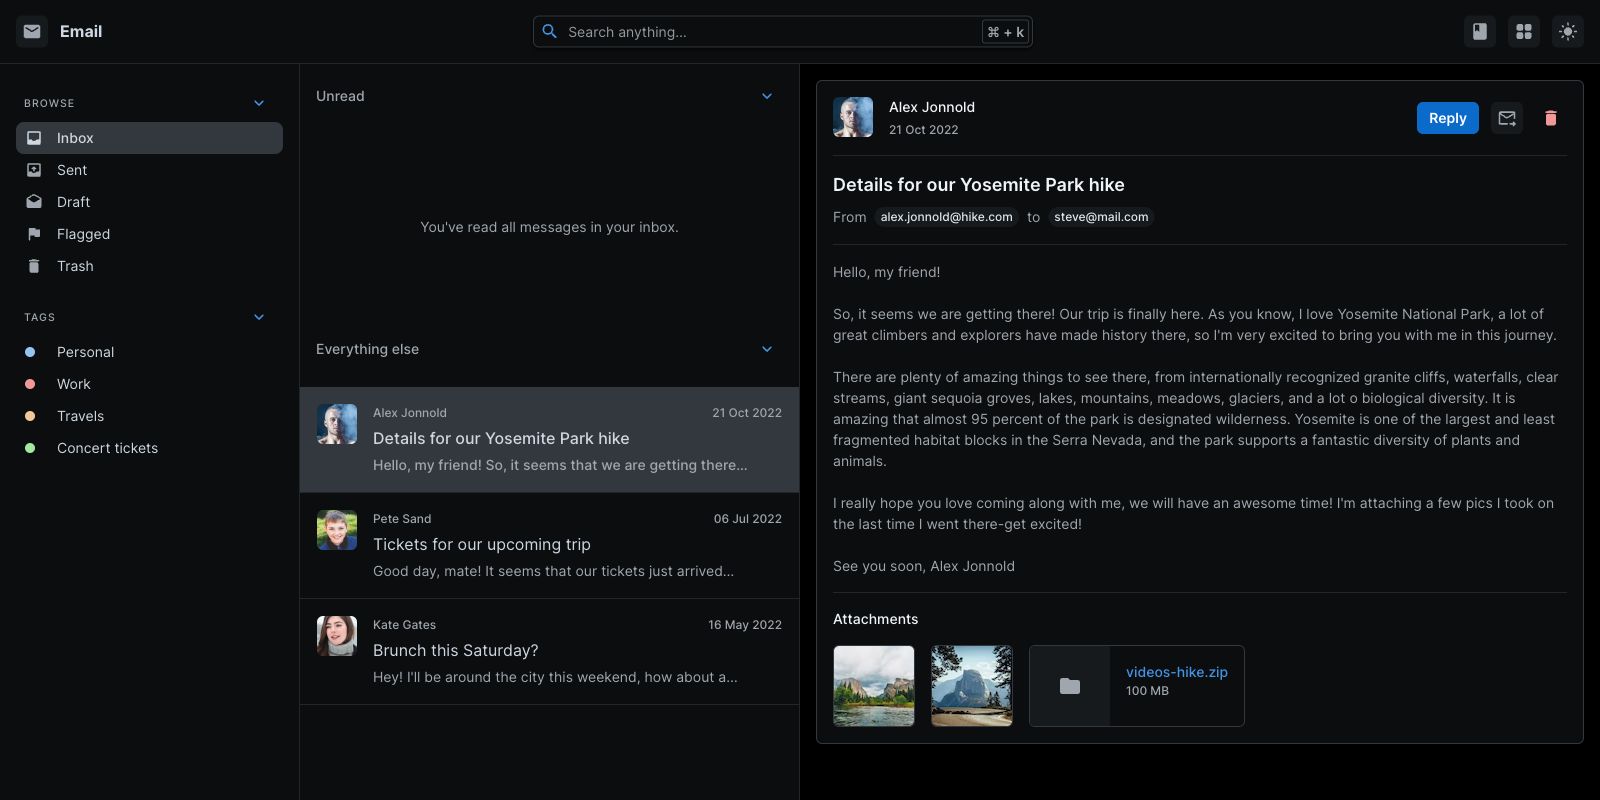 Email
Search anything...
⌘ + k
BROWSE
Inbox
Sent
Draft
Flagged
Trash
TAGS
Personal
Work
Travels
Concert tickets
Unread
You've read all messages in your inbox.
Everything else
Alex Jonnold
21 Oct 2022
Details for our Yosemite Park hike
Hello, my friend! So, it seems that we are getting there...
Pete Sand
06 Jul 2022
Tickets for our upcoming trip
Good day, mate! It seems that our tickets just arrived...
Kate Gates
16 May 2022
Brunch this Saturday?
Hey! I'll be around the city this weekend, how about a...
Alex Jonnold
21 Oct 2022
Reply
Details for our Yosemite Park hike
From alex.jonnold@hike.com to steve@mail.com
Hello, my friend!
So, it seems we are getting there! Our trip is finally here. As you know, I love Yosemite National Park, a lot of
great climbers and explorers have made history there, so I'm very excited to bring you with me in this journey.
There are plenty of amazing things to see there, from internationally recognized granite cliffs, waterfalls, clear
streams, giant sequoia groves, lakes, mountains, meadows, glaciers, and a lot o biological diversity. It is
amazing that almost 95 percent of the park is designated wilderness. Yosemite is one of the largest and least
fragmented habitat blocks in the Serra Nevada, and the park supports a fantastic diversity of plants and
animals.
I really hope you love coming along with me, we will have an awesome time! I'm attaching a few pics I took on
the last time I went there-get excited!
See you soon, Alex Jonnold
Attachments
videos-hike.zip
100 MB